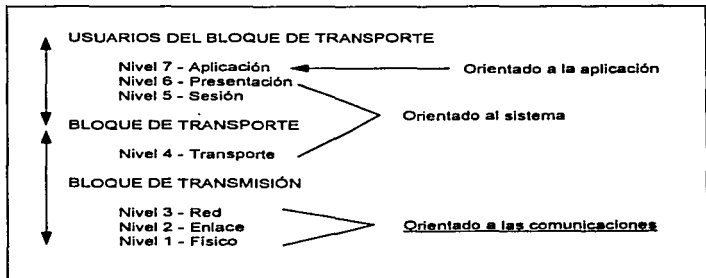 USUARIOS DEL BLOQUE DE TRANSPORTE
Nivel 7 - Aplicación
Orientado a la aplicación
Nivel 6 - Presentación
Nivel 5 - Sesión
Orientado al sistema
BLOQUE DE TRANSPORTE
Nivel 4 - Transporte
BLOQUE DE TRANSMISIÓN
Nivel 3 - Red
Nivel 2 - Enlace
Orientado a las comunicaciones
Nivel 1 - Físico